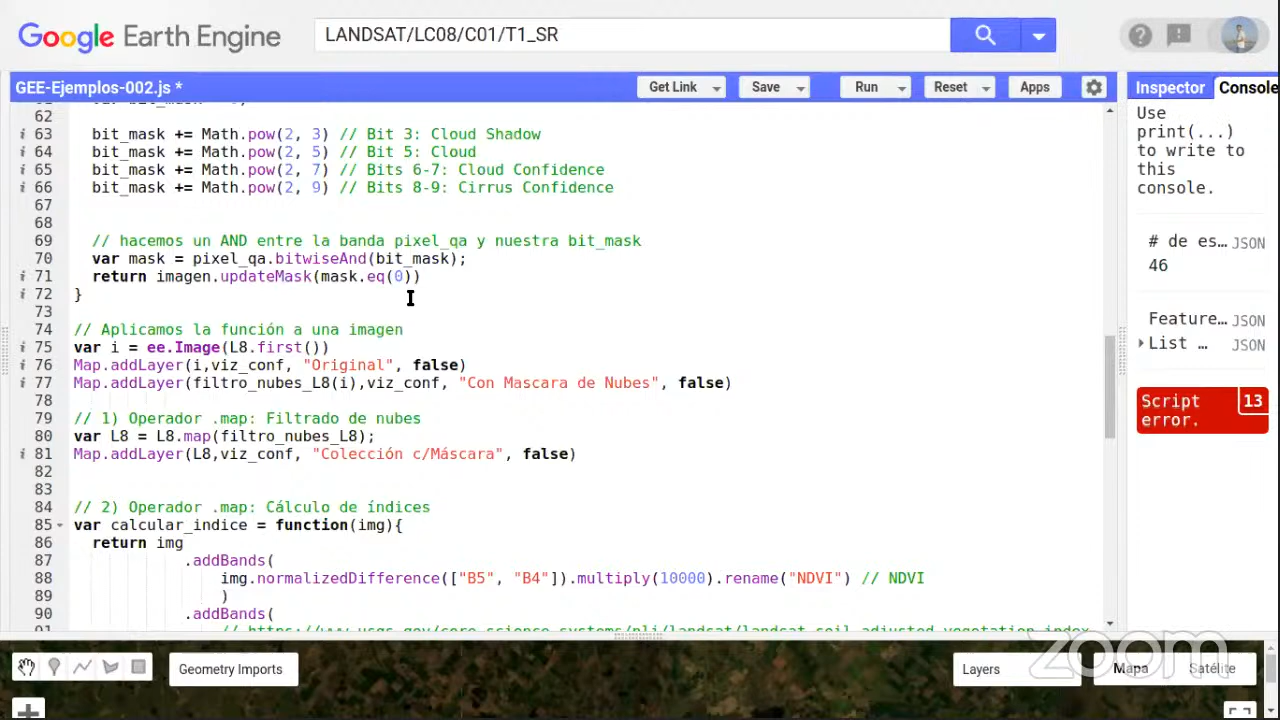 Google Earth Engine
LANDSAT/LC08/C01/T1_SR
GEE-Ejemplos-002.js *
Get Link
Save
Run
Reset
Apps
Inspector
Console
62
63 bit_mask += Math.pow(2, 3) // Bit 3: Cloud Shadow
64 bit_mask += Math.pow(2, 5) // Bit 5: Cloud
65 bit_mask += Math.pow(2, 7) // Bits 6-7: Cloud Confidence
66 bit_mask += Math.pow(2, 9) // Bits 8-9: Cirrus Confidence
67
68
69 // hacemos un AND entre la banda pixel_qa y nuestra bit_mask
70 var mask = pixel_qa.bitwiseAnd(bit_mask);
71 return imagen.updateMask(mask.eq(0))
72 }
73
74 // Aplicamos la función a una imagen
75 var i = ee.Image(L8.first())
76 Map.addLayer(i,viz_conf, "Original", false)
77 Map.addLayer(filtro_nubes_L8(i),viz_conf, "Con Mascara de Nubes", false)
78
79 // 1) Operador .map: Filtrado de nubes
80 var L8 = L8.map(filtro_nubes_L8);
81 Map.addLayer(L8,viz_conf, "Colección c/Máscara", false)
82
83
84 // 2) Operador .map: Cálculo de índices
85 var calcular_indice = function(img){
86 return img
87 .addBands(
88 img.normalizedDifference(["B5", "B4"]).multiply(10000).rename("NDVI") // NDVI
89 )
90 .addBands(
Use
print(...)
to write to
this
console.
# de es… JSON
46
Feature… JSON
List … JSON
Script error. 13
Geometry Imports
Layers
Mapa
Satélite
zoom